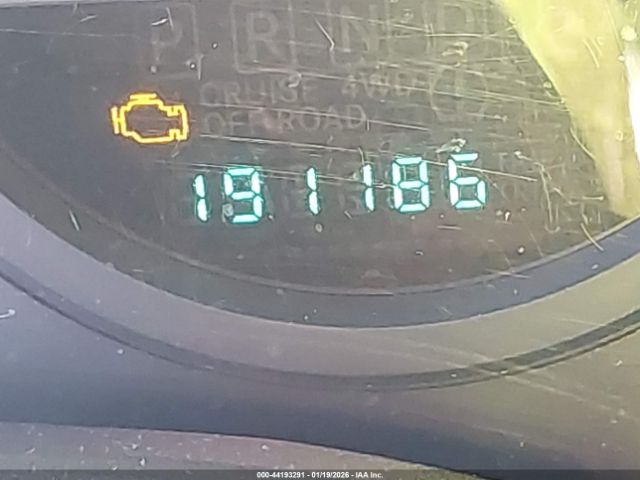 P R N D
CRUISE 4WD
OFF ROAD
191186
000-44193291 - 01/19/2026 - IAA Inc.